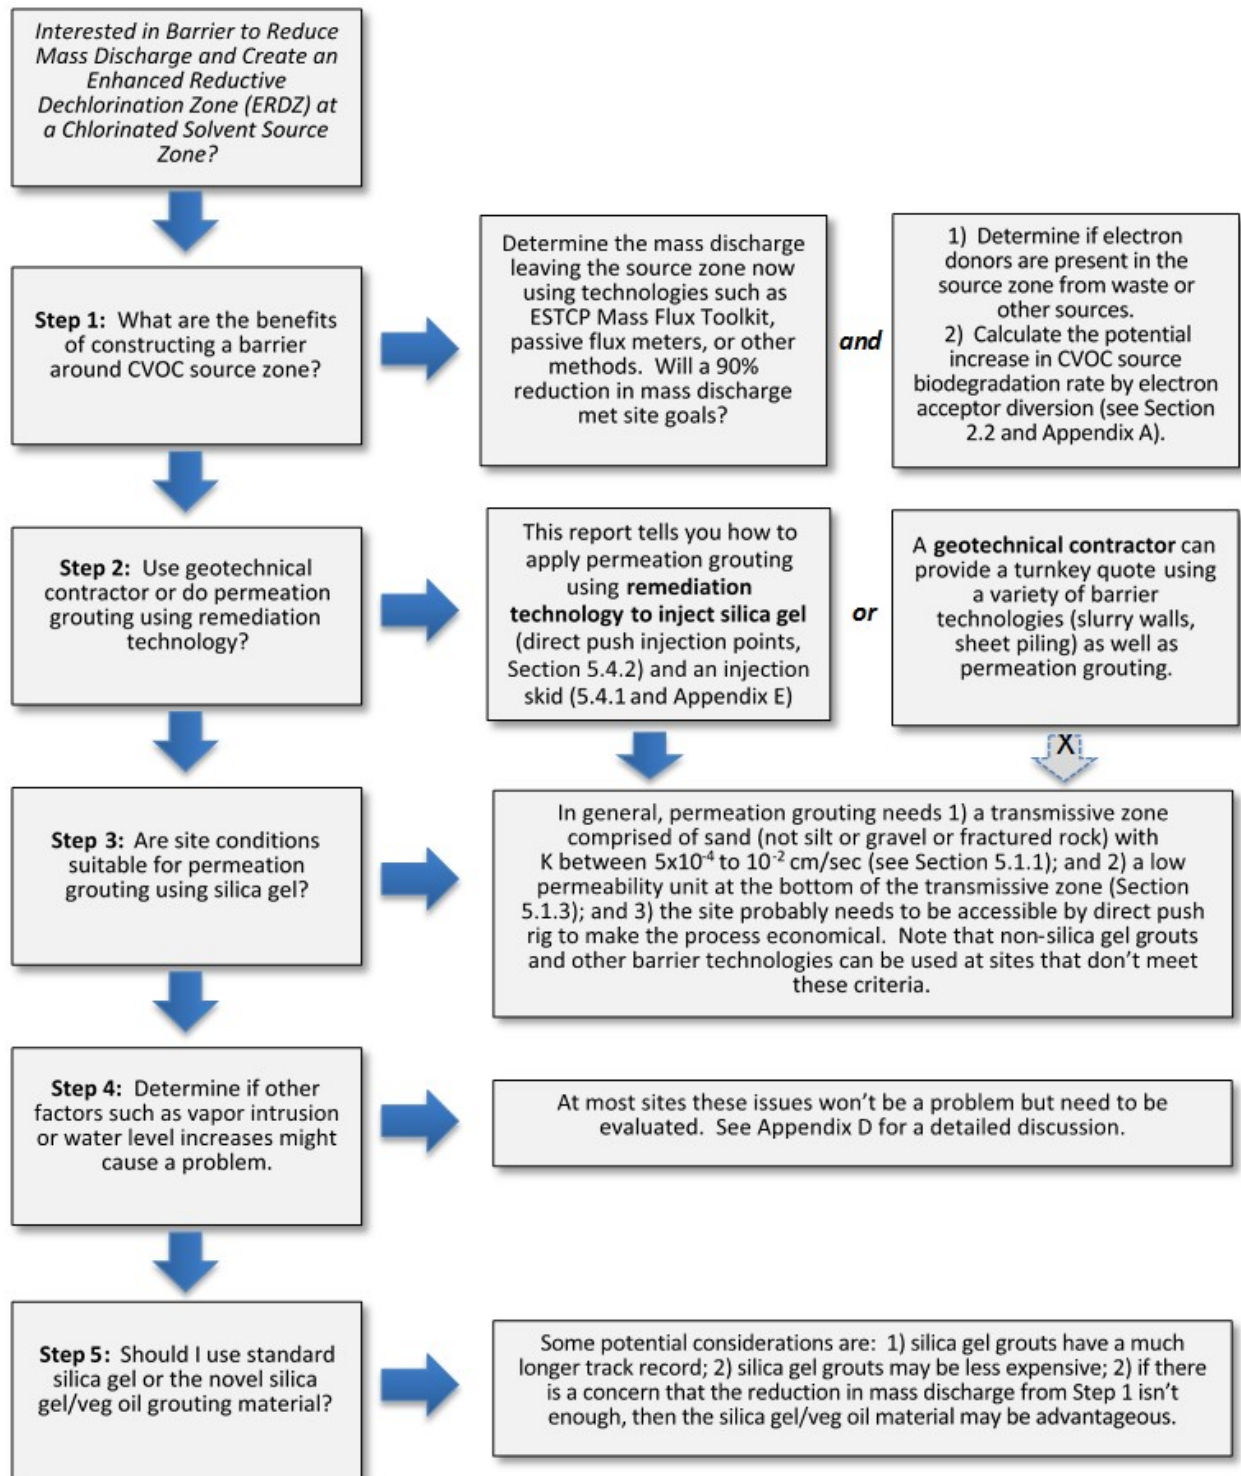 Interested in Barrier to Reduce
Mass Discharge and Create an
Enhanced Reductive
Dechlorination Zone (ERDZ) at
a Chlorinated Solvent Source
Zone?
Step 1: What are the benefits
of constructing a barrier
around CVOC source zone?
Determine the mass discharge
leaving the source zone now
using technologies such as
ESTCP Mass Flux Toolkit,
passive flux meters, or other
methods. Will a 90%
reduction in mass discharge
met site goals?
and
1) Determine if electron
donors are present in the
source zone from waste or
other sources.
2) Calculate the potential
increase in CVOC source
biodegradation rate by electron
acceptor diversion (see Section
2.2 and Appendix A).
Step 2: Use geotechnical
contractor or do permeation
grouting using remediation
technology?
This report tells you how to
apply permeation grouting
using remediation
technology to inject silica gel
(direct push injection points,
Section 5.4.2) and an injection
skid (5.4.1 and Appendix E)
or
A geotechnical contractor can
provide a turnkey quote using
a variety of barrier
technologies (slurry walls,
sheet piling) as well as
permeation grouting.
X
Step 3: Are site conditions
suitable for permeation
grouting using silica gel?
In general, permeation grouting needs 1) a transmissive zone
comprised of sand (not silt or gravel or fractured rock) with
K between 5x10⁻⁴ to 10⁻² cm/sec (see Section 5.1.1); and 2) a low
permeability unit at the bottom of the transmissive zone (Section
5.1.3); and 3) the site probably needs to be accessible by direct push
rig to make the process economical. Note that non-silica gel grouts
and other barrier technologies can be used at sites that don't meet
these criteria.
Step 4: Determine if other
factors such as vapor intrusion
or water level increases might
cause a problem.
At most sites these issues won't be a problem but need to be
evaluated. See Appendix D for a detailed discussion.
Step 5: Should I use standard
silica gel or the novel silica
gel/veg oil grouting material?
Some potential considerations are: 1) silica gel grouts have a much
longer track record; 2) silica gel grouts may be less expensive; 2) if there
is a concern that the reduction in mass discharge from Step 1 isn't
enough, then the silica gel/veg oil material may be advantageous.